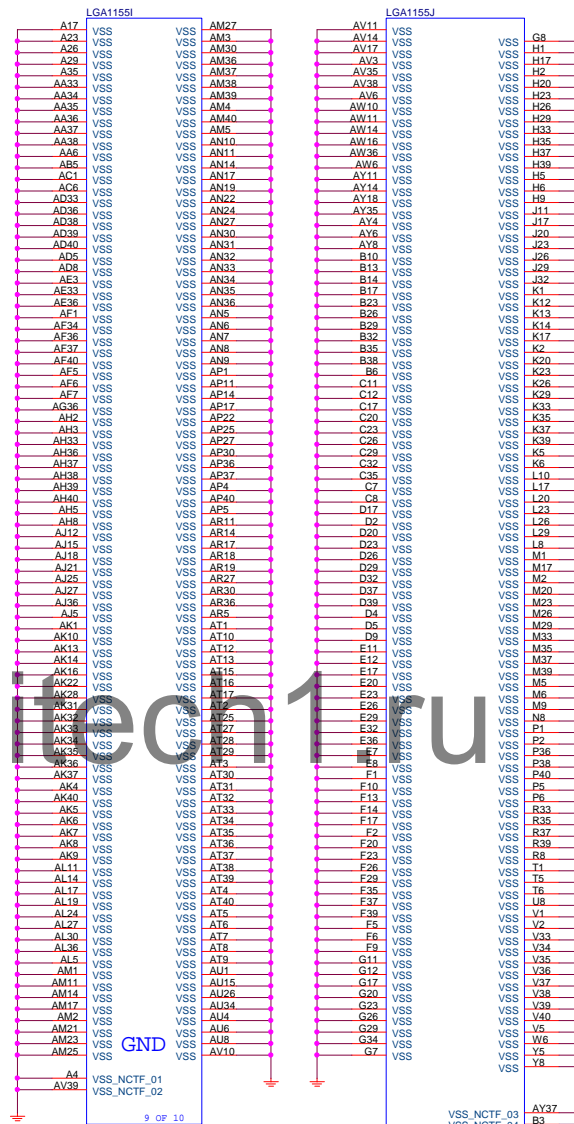 LGA1155I
A17 VSS VSS AM27
A23 VSS VSS AM3
A26 VSS VSS AM30
A29 VSS VSS AM36
A35 VSS VSS AM37
AA33 VSS VSS AM38
AA34 VSS VSS AM39
AA35 VSS VSS AM4
AA36 VSS VSS AM40
AA37 VSS VSS AM5
AA38 VSS VSS AN10
AA6 VSS VSS AN11
AB5 VSS VSS AN14
AC1 VSS VSS AN17
AC6 VSS VSS AN19
AD33 VSS VSS AN22
AD36 VSS VSS AN24
AD38 VSS VSS AN27
AD39 VSS VSS AN30
AD40 VSS VSS AN31
AD5 VSS VSS AN32
AD8 VSS VSS AN33
AE3 VSS VSS AN34
AE33 VSS VSS AN35
AE36 VSS VSS AN36
AF1 VSS VSS AN5
AF34 VSS VSS AN6
AF36 VSS VSS AN7
AF37 VSS VSS AN8
AF40 VSS VSS AN9
AF5 VSS VSS AP1
AF6 VSS VSS AP11
AF7 VSS VSS AP14
AG36 VSS VSS AP17
AH2 VSS VSS AP22
AH3 VSS VSS AP25
AH33 VSS VSS AP27
AH36 VSS VSS AP30
AH37 VSS VSS AP36
AH38 VSS VSS AP37
AH39 VSS VSS AP4
AH40 VSS VSS AP40
AH5 VSS VSS AP5
AH8 VSS VSS AR11
AJ12 VSS VSS AR14
AJ15 VSS VSS AR17
AJ18 VSS VSS AR18
AJ21 VSS VSS AR19
AJ25 VSS VSS AR27
AJ27 VSS VSS AR30
AJ36 VSS VSS AR36
AJ5 VSS VSS AR5
AK1 VSS VSS AT1
AK10 VSS VSS AT10
AK13 VSS VSS AT12
AK14 VSS VSS AT13
AK16 VSS VSS AT15
AK22 VSS VSS AT16
AK28 VSS VSS AT17
AK31 VSS VSS AT2
AK32 VSS VSS AT25
AK33 VSS VSS AT27
AK34 VSS VSS AT28
AK35 VSS VSS AT29
AK36 VSS VSS AT3
AK37 VSS VSS AT30
AK4 VSS VSS AT31
AK40 VSS VSS AT32
AK5 VSS VSS AT33
AK6 VSS VSS AT34
AK7 VSS VSS AT35
AK8 VSS VSS AT36
AK9 VSS VSS AT37
AL11 VSS VSS AT38
AL14 VSS VSS AT39
AL17 VSS VSS AT4
AL19 VSS VSS AT40
AL24 VSS VSS AT5
AL27 VSS VSS AT6
AL30 VSS VSS AT7
AL36 VSS VSS AT8
AL5 VSS VSS AT9
AM1 VSS VSS AU1
AM11 VSS VSS AU15
AM14 VSS VSS AU26
AM17 VSS VSS AU34
AM2 VSS VSS AU4
AM21 VSS VSS AU6
AM23 VSS VSS AU8
AM25 VSS VSS AV10
GND
A4 VSS_NCTF_01
AV39 VSS_NCTF_02
9 OF 10
LGA1155J
AV11 VSS
AV14 VSS VSS G8
AV17 VSS VSS H1
AV3 VSS VSS H17
AV35 VSS VSS H2
AV38 VSS VSS H20
AV6 VSS VSS H23
AW10 VSS VSS H26
AW11 VSS VSS H29
AW14 VSS VSS H33
AW16 VSS VSS H35
AW36 VSS VSS H37
AW6 VSS VSS H39
AY11 VSS VSS H5
AY14 VSS VSS H6
AY18 VSS VSS H9
AY35 VSS VSS J11
AY4 VSS VSS J17
AY6 VSS VSS J20
AY8 VSS VSS J23
B10 VSS VSS J26
B13 VSS VSS J29
B14 VSS VSS J32
B17 VSS VSS K1
B23 VSS VSS K12
B26 VSS VSS K13
B29 VSS VSS K14
B32 VSS VSS K17
B35 VSS VSS K2
B38 VSS VSS K20
B6 VSS VSS K23
C11 VSS VSS K26
C12 VSS VSS K29
C17 VSS VSS K33
C20 VSS VSS K35
C23 VSS VSS K37
C26 VSS VSS K39
C29 VSS VSS K5
C32 VSS VSS K6
C35 VSS VSS L10
C7 VSS VSS L17
C8 VSS VSS L20
D17 VSS VSS L23
D2 VSS VSS L26
D20 VSS VSS L29
D23 VSS VSS L8
D26 VSS VSS M1
D29 VSS VSS M17
D32 VSS VSS M2
D37 VSS VSS M20
D39 VSS VSS M23
D4 VSS VSS M26
D5 VSS VSS M29
D9 VSS VSS M33
E11 VSS VSS M35
E12 VSS VSS M37
E17 VSS VSS M39
E20 VSS VSS M5
E23 VSS VSS M6
E26 VSS VSS M9
E29 VSS VSS N8
E32 VSS VSS P1
E36 VSS VSS P2
E7 VSS VSS P36
E8 VSS VSS P38
F1 VSS VSS P40
F10 VSS VSS P5
F13 VSS VSS P6
F14 VSS VSS R33
F17 VSS VSS R35
F2 VSS VSS R37
F20 VSS VSS R39
F23 VSS VSS R8
F26 VSS VSS T1
F29 VSS VSS T5
F35 VSS VSS T6
F37 VSS VSS U8
F39 VSS VSS V1
F5 VSS VSS V2
F6 VSS VSS V33
F9 VSS VSS V34
G11 VSS VSS V35
G12 VSS VSS V36
G17 VSS VSS V37
G20 VSS VSS V38
G23 VSS VSS V39
G26 VSS VSS V40
G29 VSS VSS V5
G34 VSS VSS W6
G7 VSS VSS Y5
VSS Y8
VSS_NCTF_03 AY37
VSS_NCTF_04 B3
itech1.ru